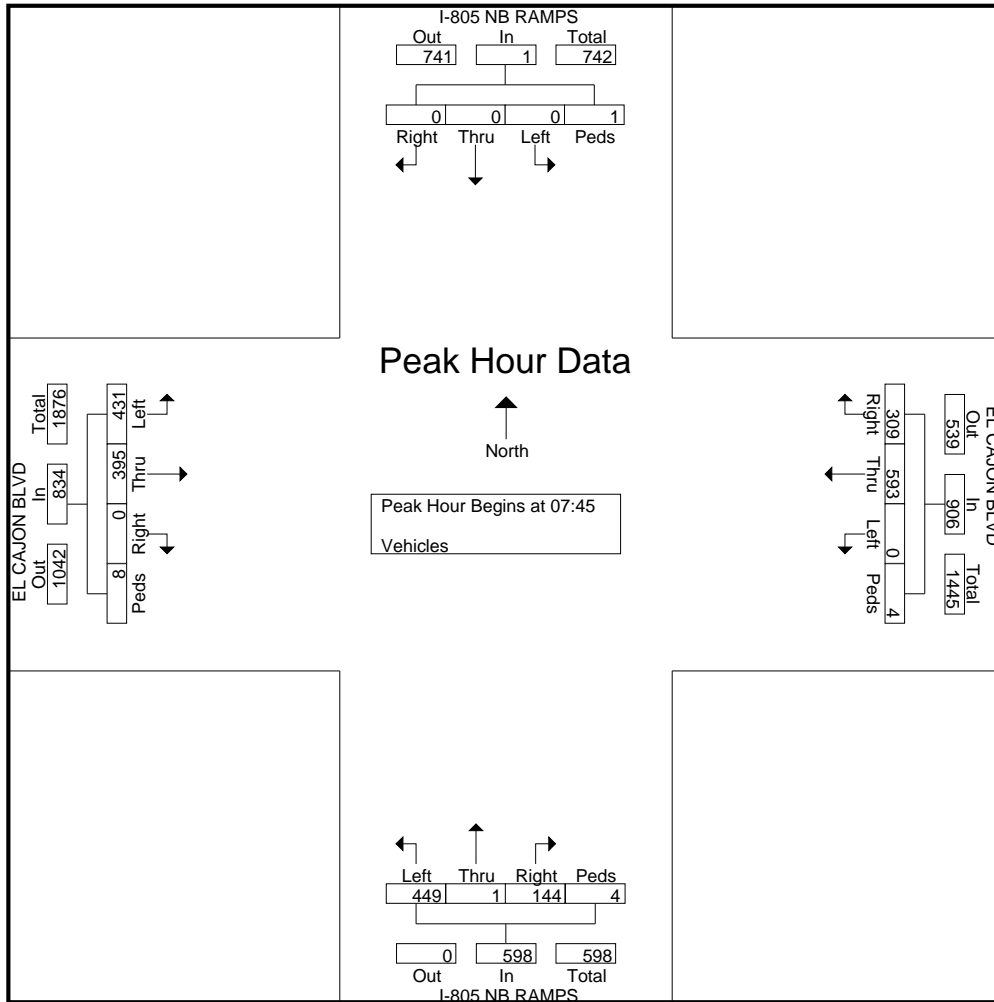 I-805 NB RAMPS
Out In Total
741 1 742
0 0 0 1
Right Thru Left Peds
Peak Hour Data
North
Peak Hour Begins at 07:45
Vehicles
EL CAJON BLVD
Out In Total
1042 834 1876
8 0 395 431
Peds Right Thru Left
EL CAJON BLVD
Out In Total
539 906 1445
309 593 0 4
Right Thru Left Peds
Left Thru Right Peds
449 1 144 4
0 598 598
Out In Total
I-805 NB RAMPS